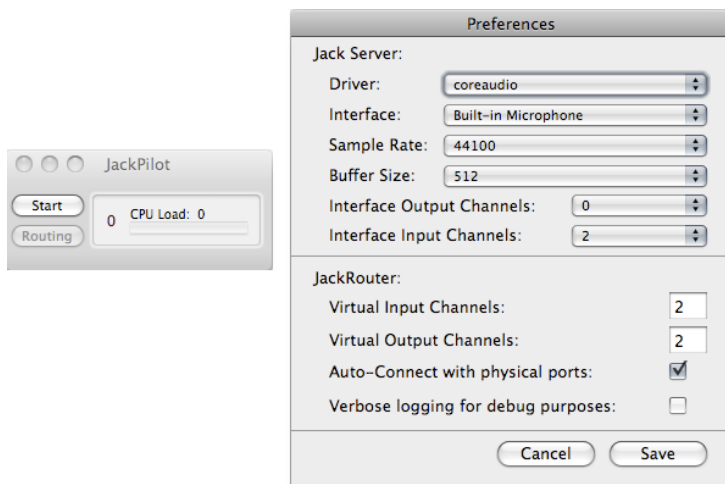 JackPilot
Start
0 CPU Load: 0
Routing
Preferences
Jack Server:
Driver: coreaudio
Interface: Built-in Microphone
Sample Rate: 44100
Buffer Size: 512
Interface Output Channels: 0
Interface Input Channels: 2
JackRouter:
Virtual Input Channels: 2
Virtual Output Channels: 2
Auto-Connect with physical ports:
Verbose logging for debug purposes:
Cancel Save